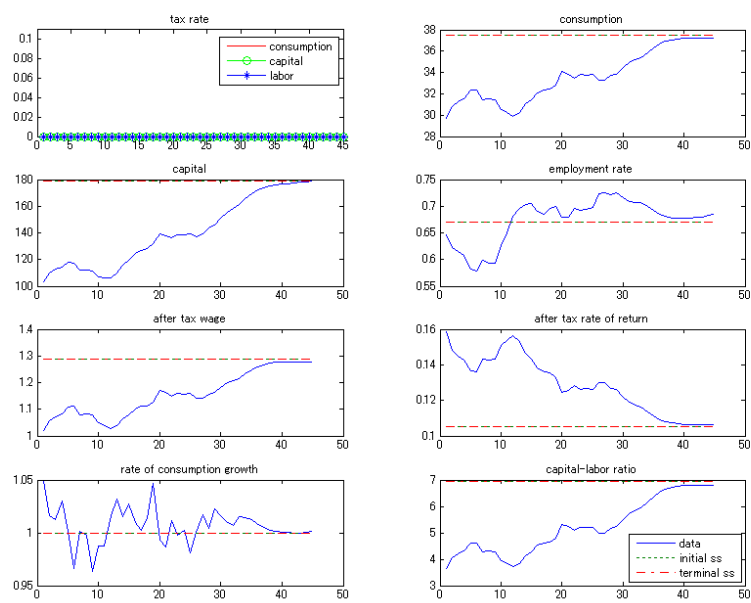 tax rate
0.1
0.08
0.06
0.04
0.02
0
0 5 10 15 20 25 30 35 40 45
consumption
capital
labor
consumption
38
36
34
32
30
28
0 10 20 30 40 50
capital
180
160
140
120
100
0 10 20 30 40 50
employment rate
0.75
0.7
0.65
0.6
0.55
0 10 20 30 40 50
after tax wage
1.4
1.3
1.2
1.1
1
0 10 20 30 40 50
after tax rate of return
0.16
0.14
0.12
0.1
0 10 20 30 40 50
rate of consumption growth
1.05
1
0.95
0 10 20 30 40 50
capital-labor ratio
7
6
5
4
3
0 10 20 30 40 50
data
initial ss
terminal ss